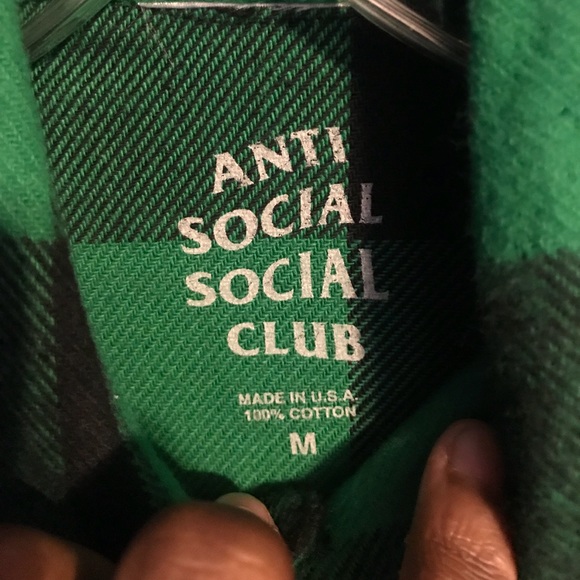 ANTI
SOCIAL
SOCIAL
CLUB
MADE IN U.S.A.
100% COTTON
M